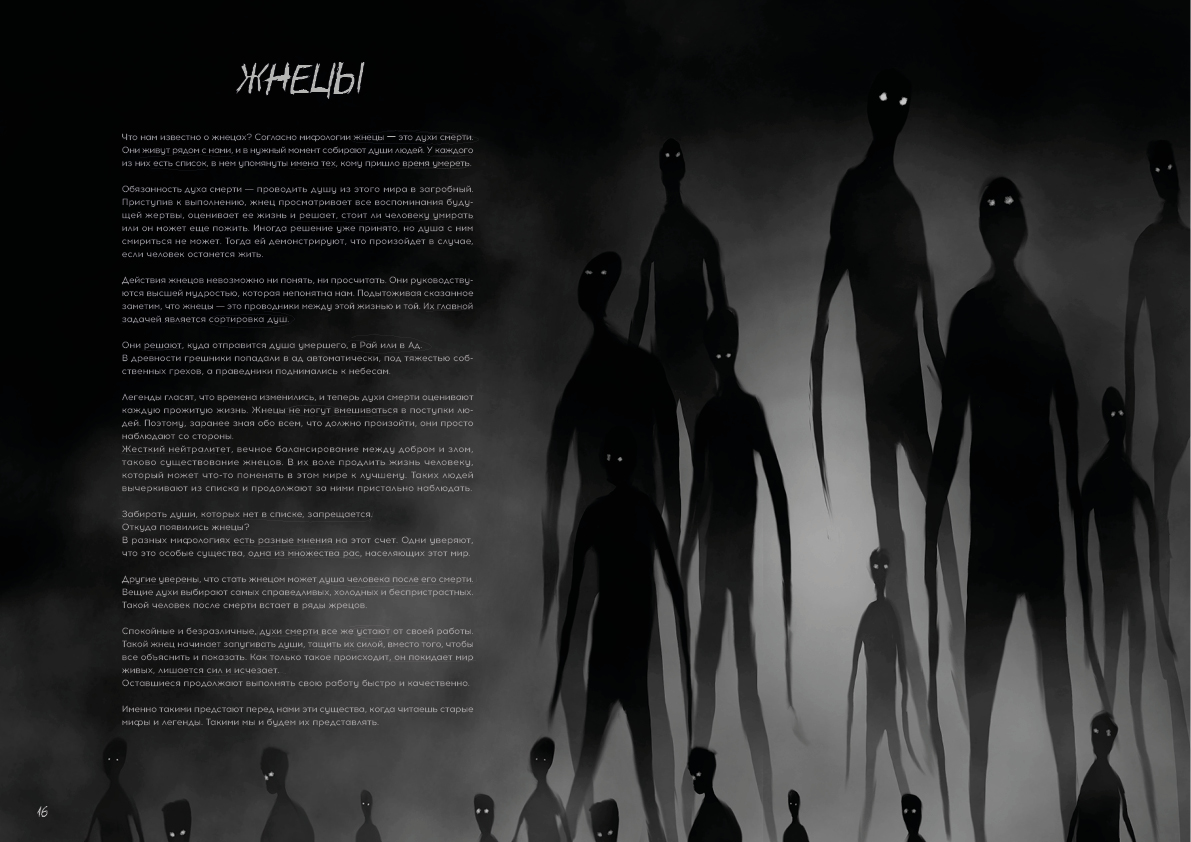 ЖНЕЦЫ
Что нам известно о жнецах? Согласно мифологии жнецы — это духи смерти.
Они живут рядом с нами, и в нужный момент собирают души людей. У каждого
из них есть список, в нем упомянуты имена тех, кому пришло время умереть.
Обязанность духа смерти — проводить душу из этого мира в загробный.
Приступив к выполнению, жнец просматривает все воспоминания буду-
щей жертвы, оценивает ее жизнь и решает, стоит ли человеку умирать
или он может еще пожить. Иногда решение уже принято, но душа с ним
смириться не может. Тогда ей демонстрируют, что произойдет в случае,
если человек останется жить.
Действия жнецов невозможно ни понять, ни просчитать. Они руководству-
ются высшей мудростью, которая непонятна нам. Подытоживая сказанное
заметим, что жнецы — это проводники между этой жизнью и той. Их главной
задачей является сортировка душ.
Они решают, куда отправится душа умершего, в Рай или в Ад.
В древности грешники попадали в ад автоматически, под тяжестью соб-
ственных грехов, а праведники поднимались к небесам.
Легенды гласят, что времена изменились, и теперь духи смерти оценивают
каждую прожитую жизнь. Жнецы не могут вмешиваться в поступки лю-
дей. Поэтому, заранее зная обо всем, что должно произойти, они просто
наблюдают со стороны.
Жесткий нейтралитет, вечное балансирование между добром и злом,
таково существование жнецов. В их воле продлить жизнь человеку,
который может что-то поменять в этом мире к лучшему. Таких людей
вычеркивают из списка и продолжают за ними пристально наблюдать.
Забирать души, которых нет в списке, запрещается.
Откуда появились жнецы?
В разных мифологиях есть разные мнения на этот счет. Одни уверяют,
что это особые существа, одна из множества рас, населяющих этот мир.
Другие уверены, что стать жнецом может душа человека после его смерти.
Вещие духи выбирают самых справедливых, холодных и беспристрастных.
Такой человек после смерти встает в ряды жрецов.
Спокойные и безразличные, духи смерти все же устают от своей работы.
Такой жнец начинает запугивать души, тащить их силой, вместо того, чтобы
все объяснить и показать. Как только такое происходит, он покидает мир
живых, лишается сил и исчезает.
Оставшиеся продолжают выполнять свою работу быстро и качественно.
Именно такими предстают перед нами эти существа, когда читаешь старые
мифы и легенды. Такими мы и будем их представлять.
16